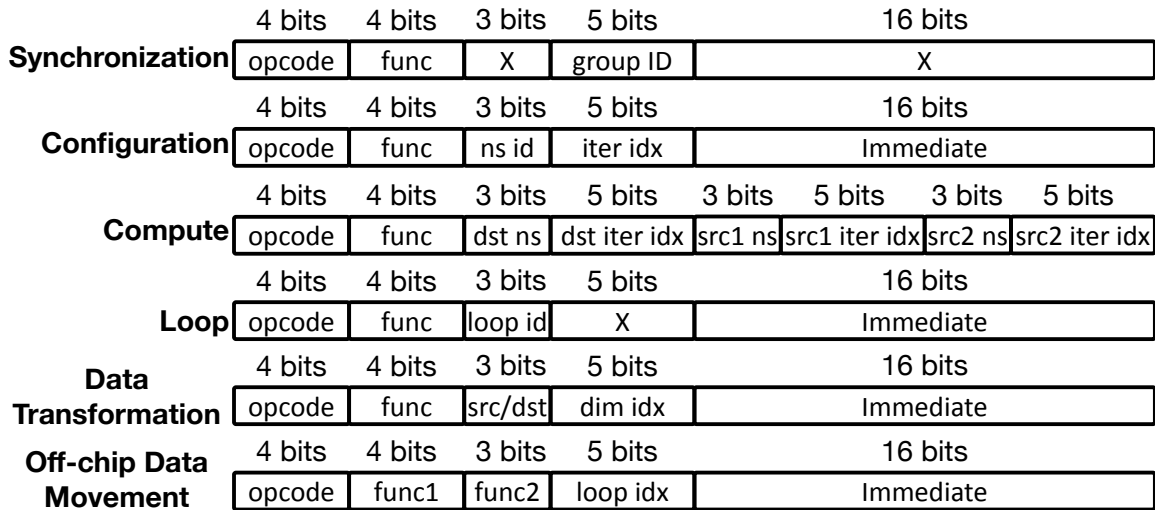 4 bits 4 bits 3 bits 5 bits 16 bits
Synchronization opcode func X group ID X
4 bits 4 bits 3 bits 5 bits 16 bits
Configuration opcode func ns id iter idx Immediate
4 bits 4 bits 3 bits 5 bits 3 bits 5 bits 3 bits 5 bits
Compute opcode func dst ns dst iter idx src1 ns src1 iter idx src2 ns src2 iter idx
4 bits 4 bits 3 bits 5 bits 16 bits
Loop opcode func loop id X Immediate
4 bits 4 bits 3 bits 5 bits 16 bits
Data
Transformation opcode func src/dst dim idx Immediate
4 bits 4 bits 3 bits 5 bits 16 bits
Off-chip Data
Movement opcode func1 func2 loop idx Immediate